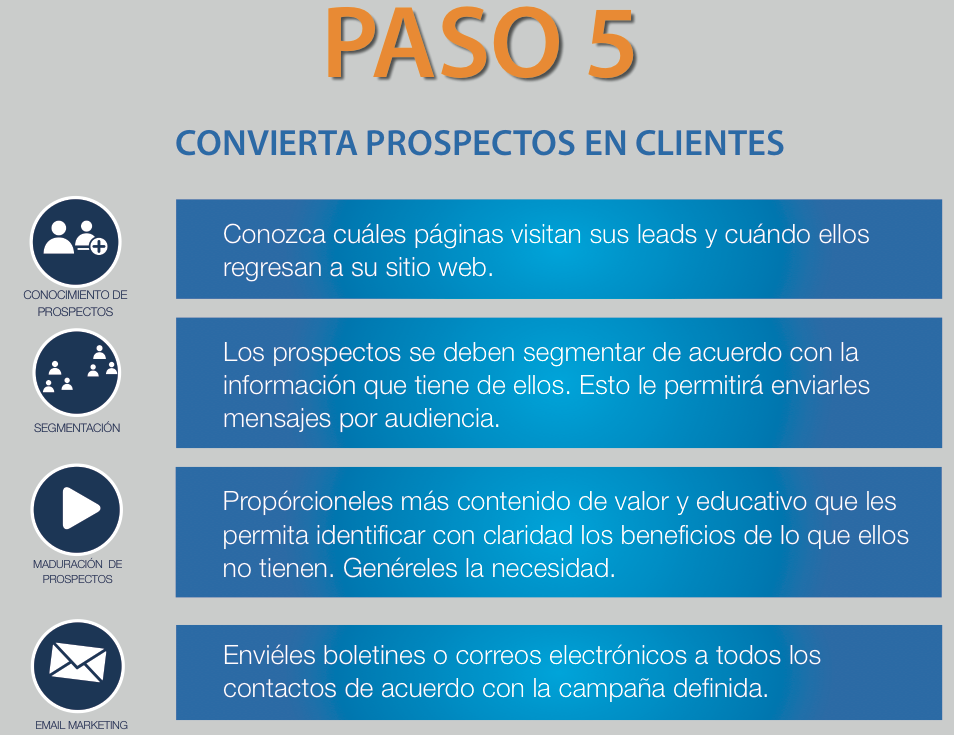 PASO 5
CONVIERTA PROSPECTOS EN CLIENTES
CONOCIMIENTO DE
PROSPECTOS
Conozca cuáles páginas visitan sus leads y cuándo ellos
regresan a su sitio web.
SEGMENTACIÓN
Los prospectos se deben segmentar de acuerdo con la
información que tiene de ellos. Esto le permitirá enviarles
mensajes por audiencia.
MADURACIÓN DE
PROSPECTOS
Propórcioneles más contenido de valor y educativo que les
permita identificar con claridad los beneficios de lo que ellos
no tienen. Genéreles la necesidad.
EMAIL MARKETING
Enviéles boletines o correos electrónicos a todos los
contactos de acuerdo con la campaña definida.